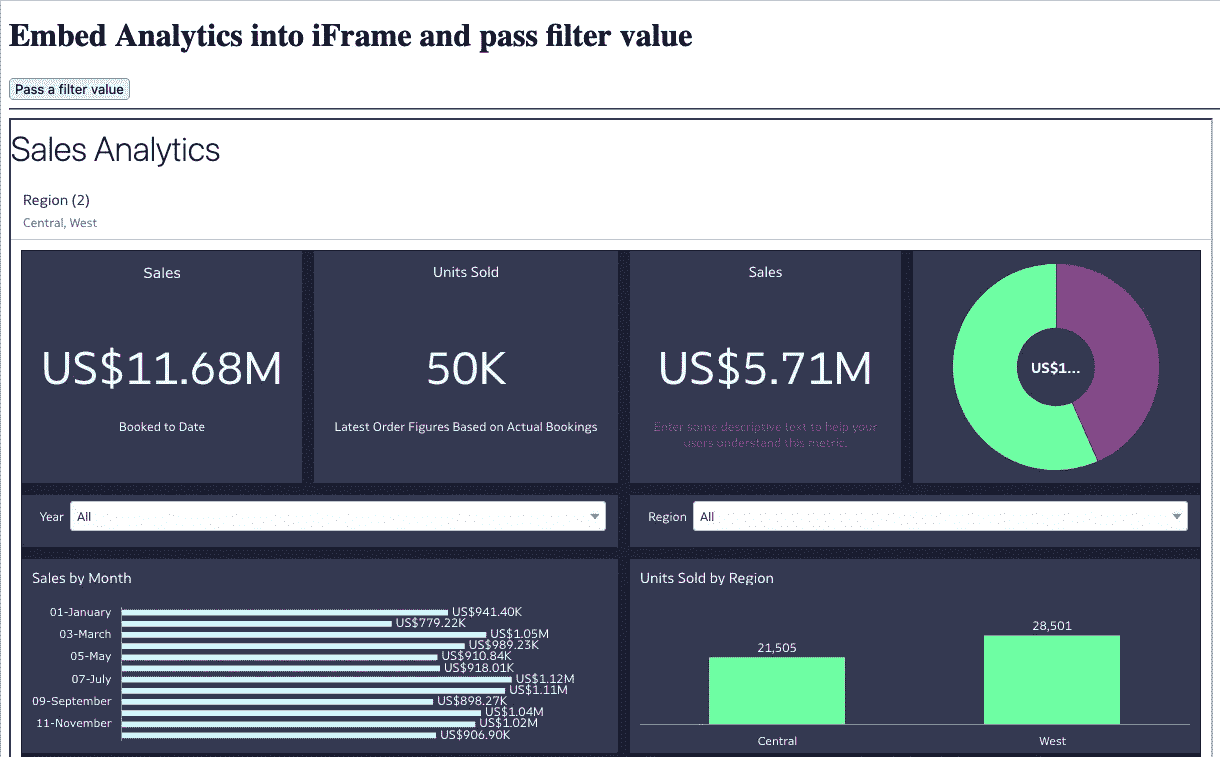 Embed Analytics into iFrame and pass filter value
Pass a filter value
Sales Analytics
Region (2)
Central, West
Sales
US$11.68M
Booked to Date
Units Sold
50K
Latest Order Figures Based on Actual Bookings
Sales
US$5.71M
Enter some descriptive text to help your
users understand this metric.
US$1...
Year All
Region All
Sales by Month
01-January US$941.40K
US$779.22K
03-March US$1.05M
US$989.23K
05-May US$910.84K
US$918.01K
07-July US$1.12M
US$1.11M
09-September US$898.27K
US$1.04M
11-November US$1.02M
US$906.90K
Units Sold by Region
21,505
28,501
Central
West